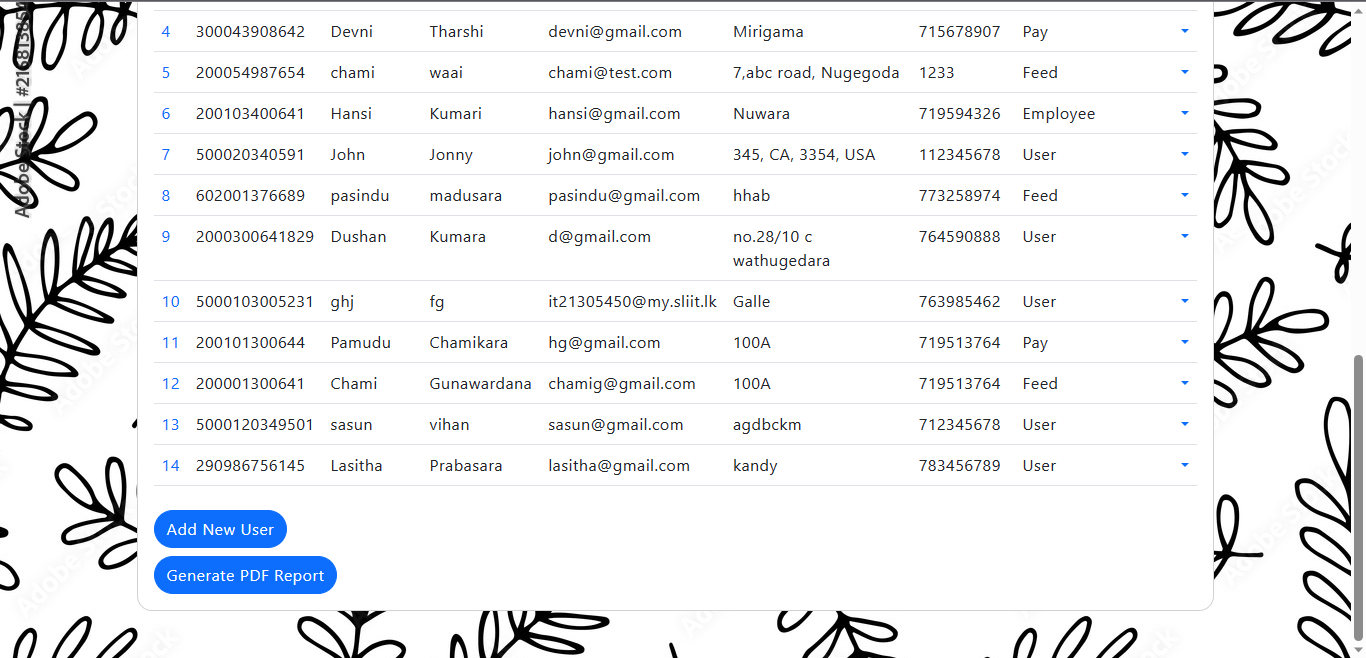 4 300043908642 Devni Tharshi devni@gmail.com Mirigama 715678907 Pay
5 200054987654 chami waai chami@test.com 7,abc road, Nugegoda 1233 Feed
6 200103400641 Hansi Kumari hansi@gmail.com Nuwara 719594326 Employee
7 500020340591 John Jonny john@gmail.com 345, CA, 3354, USA 112345678 User
8 602001376689 pasindu madusara pasindu@gmail.com hhab 773258974 Feed
9 2000300641829 Dushan Kumara d@gmail.com no.28/10 c 764590888 User
wathugedara
10 5000103005231 ghj fg it21305450@my.sliit.lk Galle 763985462 User
11 200101300644 Pamudu Chamikara hg@gmail.com 100A 719513764 Pay
12 200001300641 Chami Gunawardana chamig@gmail.com 100A 719513764 Feed
13 5000120349501 sasun vihan sasun@gmail.com agdbckm 712345678 User
14 290986756145 Lasitha Prabasara lasitha@gmail.com kandy 783456789 User
Add New User
Generate PDF Report
Adobe Stock